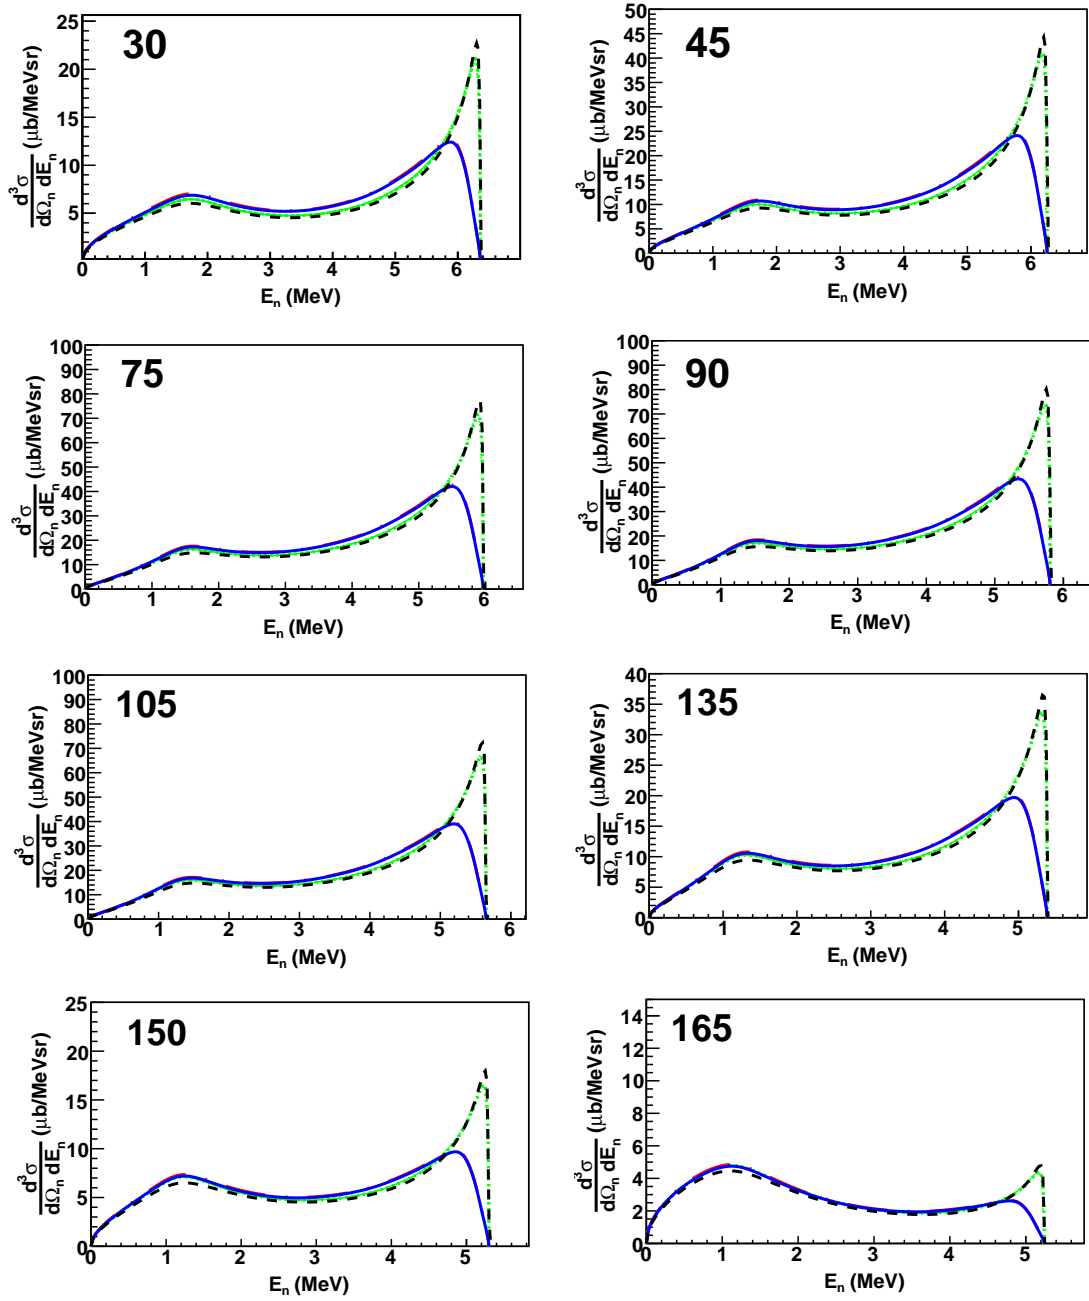 30
d³σ
dΩₙ dEₙ (μb/MeVsr)
25
20
15
10
5
0 1 2 3 4 5 6
Eₙ (MeV)
45
d³σ
dΩₙ dEₙ (μb/MeVsr)
50
45
40
35
30
25
20
15
10
5
0
0 1 2 3 4 5 6
Eₙ (MeV)
75
d³σ
dΩₙ dEₙ (μb/MeVsr)
100
90
80
70
60
50
40
30
20
10
0
0 1 2 3 4 5 6
Eₙ (MeV)
90
d³σ
dΩₙ dEₙ (μb/MeVsr)
100
90
80
70
60
50
40
30
20
10
0
0 1 2 3 4 5 6
Eₙ (MeV)
105
d³σ
dΩₙ dEₙ (μb/MeVsr)
100
90
80
70
60
50
40
30
20
10
0
0 1 2 3 4 5 6
Eₙ (MeV)
135
d³σ
dΩₙ dEₙ (μb/MeVsr)
40
35
30
25
20
15
10
5
0
0 1 2 3 4 5
Eₙ (MeV)
150
d³σ
dΩₙ dEₙ (μb/MeVsr)
25
20
15
10
5
0
0 1 2 3 4 5
Eₙ (MeV)
165
d³σ
dΩₙ dEₙ (μb/MeVsr)
14
12
10
8
6
4
2
0
0 1 2 3 4 5
Eₙ (MeV)